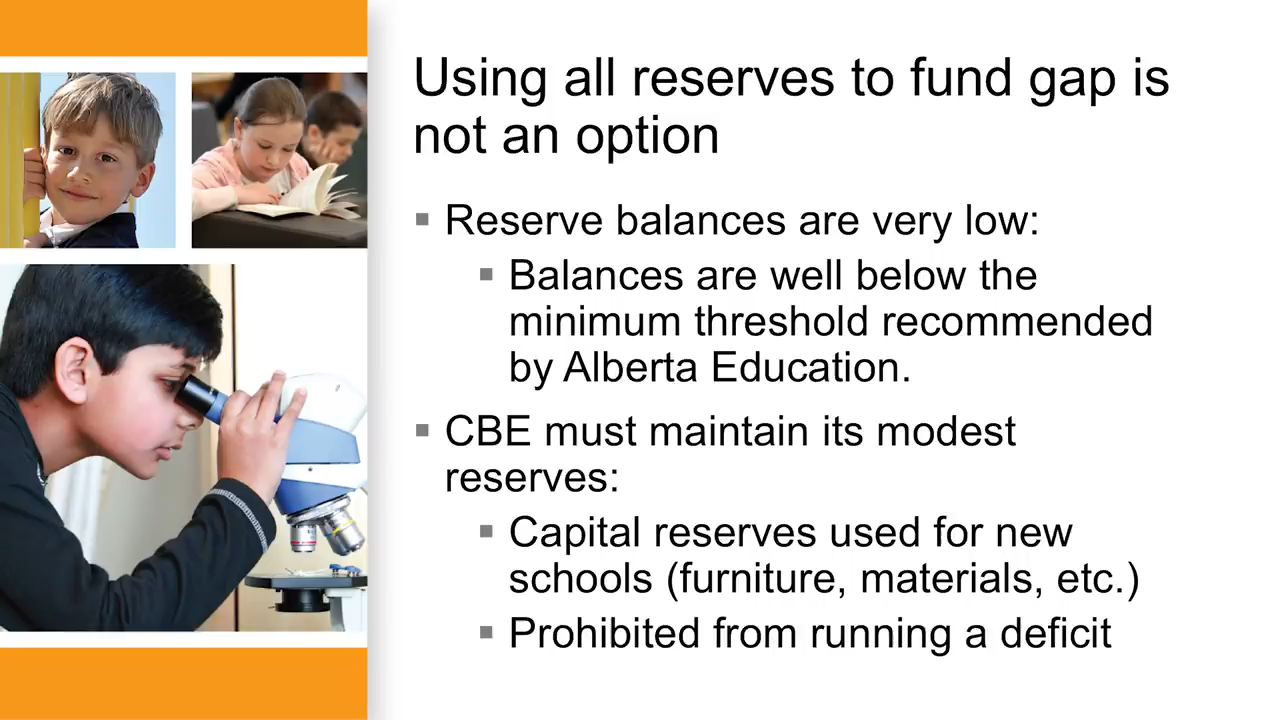 Using all reserves to fund gap is
not an option
▪ Reserve balances are very low:
▪ Balances are well below the
minimum threshold recommended
by Alberta Education.
▪ CBE must maintain its modest
reserves:
▪ Capital reserves used for new
schools (furniture, materials, etc.)
▪ Prohibited from running a deficit